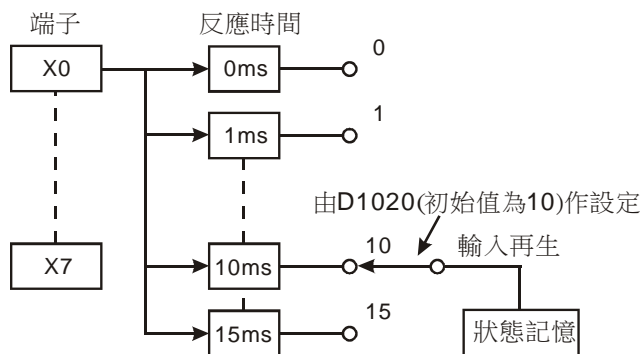 端子
反應時間
X0
0ms
0
1ms
1
由D1020(初始值為10)作設定
X7
10ms
10
輸入再生
15ms
15
狀態記憶